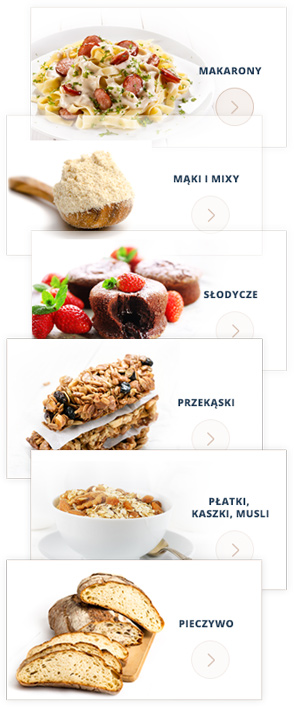 MAKARONY
MĄKI I MIXY
SŁODYCZE
PRZEKĄSKI
PŁATKI,
KASZKI, MUSLI
PIECZYWO